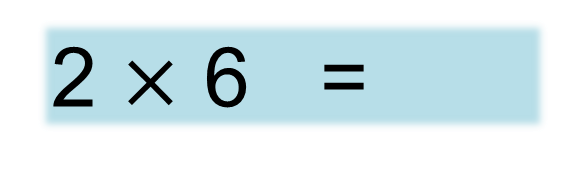 2 × 6 =